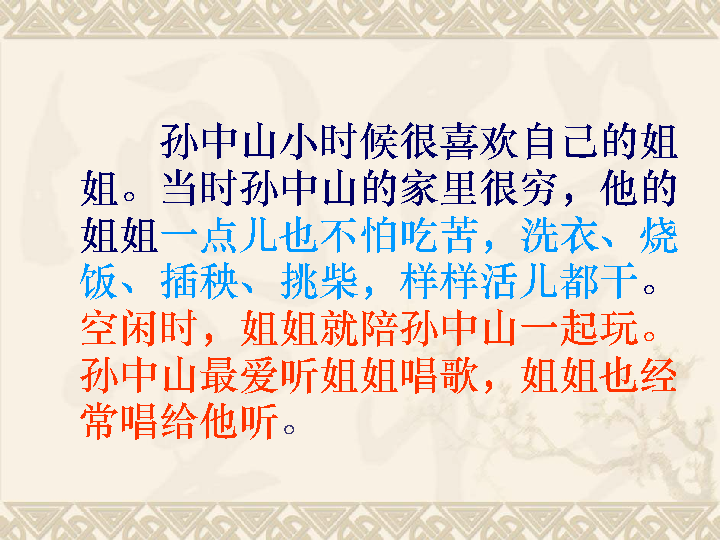 孙中山小时候很喜欢自己的姐
姐。当时孙中山的家里很穷，他的
姐姐一点儿也不怕吃苦，洗衣、烧
饭、插秧、挑柴，样样活儿都干。
空闲时，姐姐就陪孙中山一起玩。
孙中山最爱听姐姐唱歌，姐姐也经
常唱给他听。